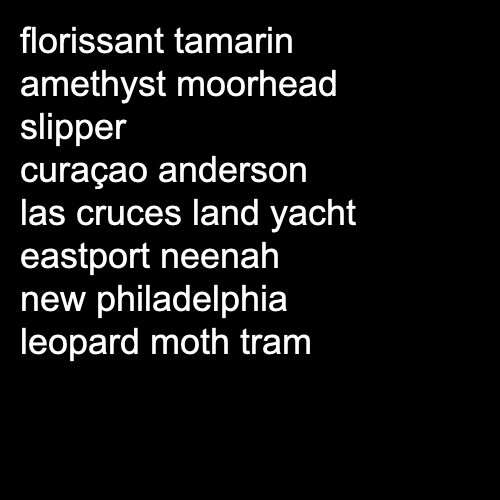 florissant tamarin
amethyst moorhead
slipper
curaçao anderson
las cruces land yacht
eastport neenah
new philadelphia
leopard moth tram